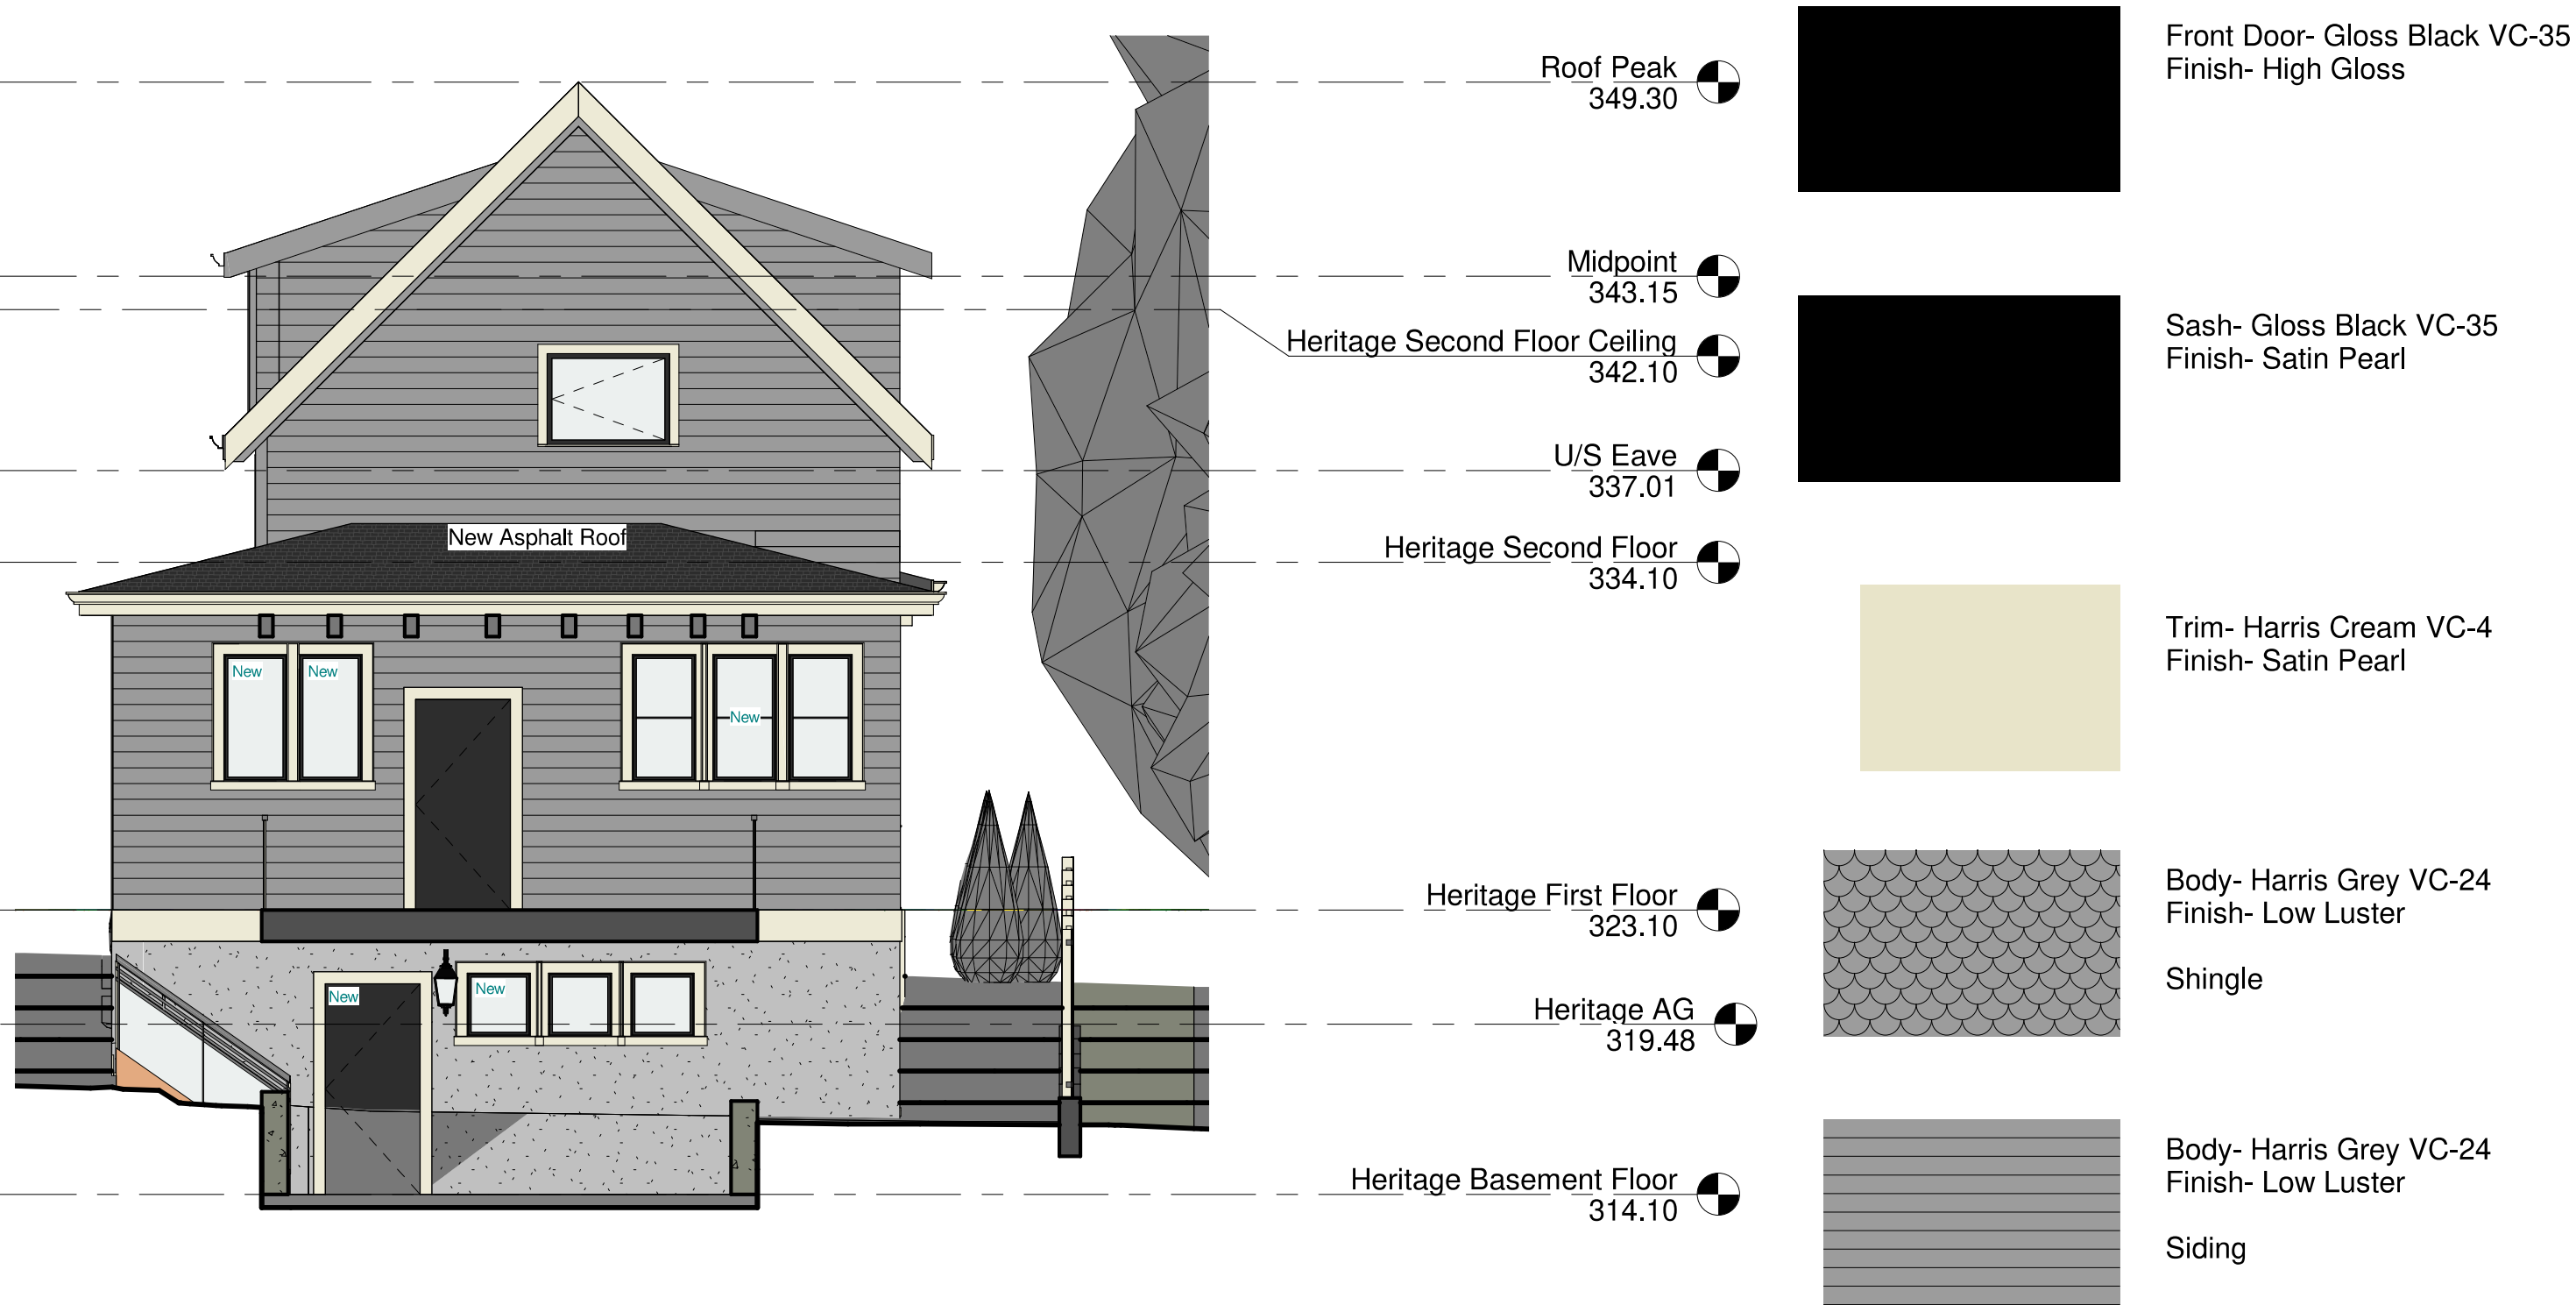 Roof Peak
349.30
Midpoint
343.15
Heritage Second Floor Ceiling
342.10
U/S Eave
337.01
Heritage Second Floor
334.10
Heritage First Floor
323.10
Heritage AG
319.48
Heritage Basement Floor
314.10
New Asphalt Roof
New
New
New
New
New
Front Door- Gloss Black VC-35
Finish- High Gloss
Sash- Gloss Black VC-35
Finish- Satin Pearl
Trim- Harris Cream VC-4
Finish- Satin Pearl
Body- Harris Grey VC-24
Finish- Low Luster
Shingle
Body- Harris Grey VC-24
Finish- Low Luster
Siding